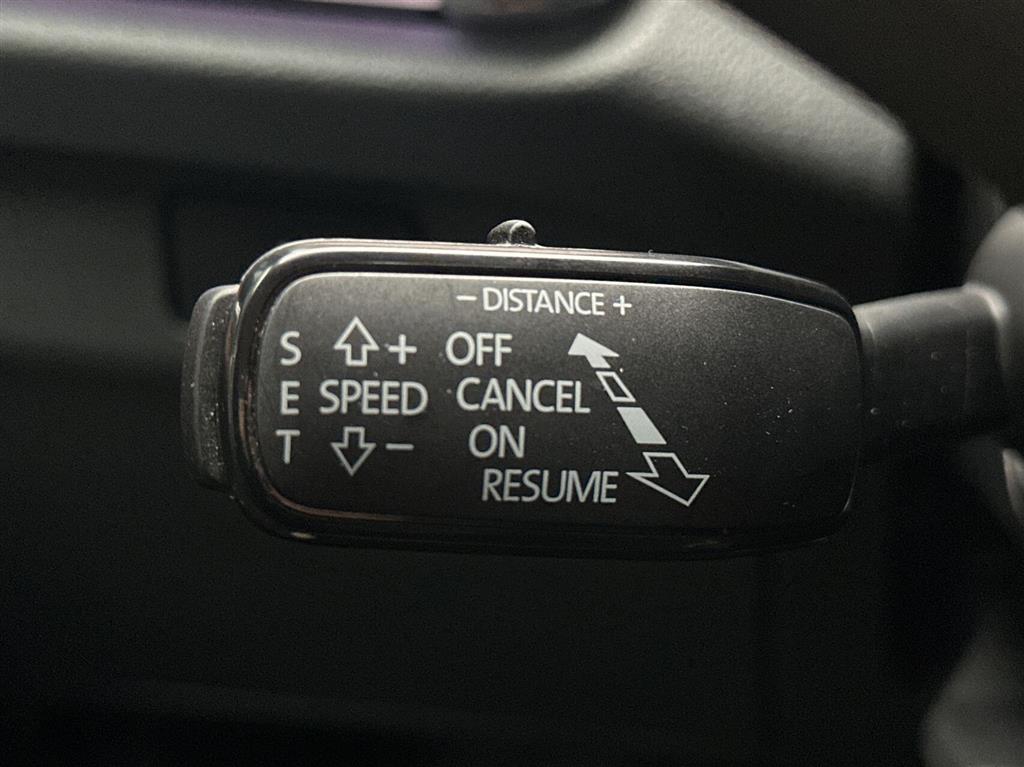 - DISTANCE +
S + OFF
E SPEED CANCEL
T - ON
RESUME